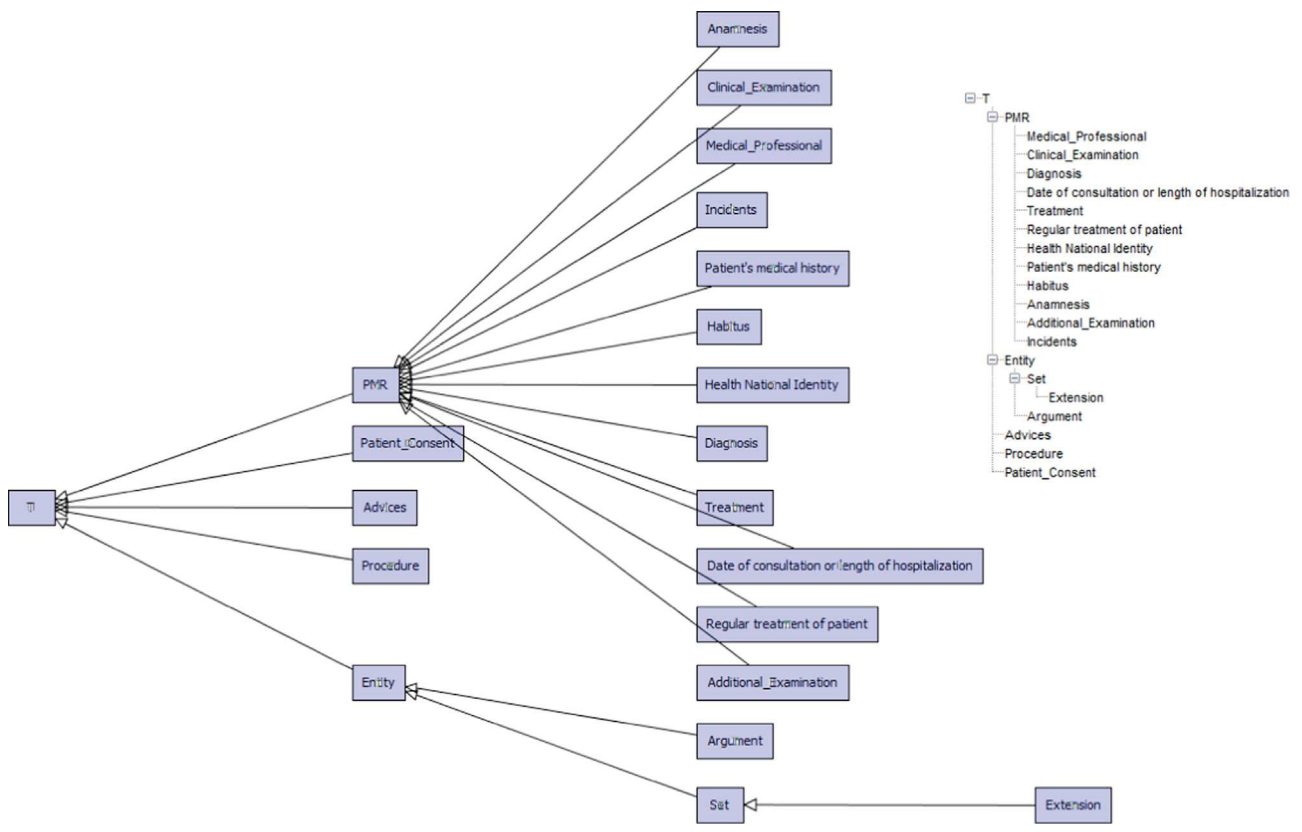 Anamnesis
Clinical_Examination
Medical_Professional
Incidents
Patient's medical history
Habitus
PMR
Health National Identity
Patient_Consent
Diagnosis
T
Advices
Treatment
Procedure
Date of consultation or length of hospitalization
Regular treatment of patient
Entity
Additional_Examination
Argument
Set
Extension
T
PMR
Medical_Professional
Clinical_Examination
Diagnosis
Date of consultation or length of hospitalization
Treatment
Regular treatment of patient
Health National Identity
Patient's medical history
Habitus
Anamnesis
Additional_Examination
Incidents
Entity
Set
Extension
Argument
Advices
Procedure
Patient_Consent